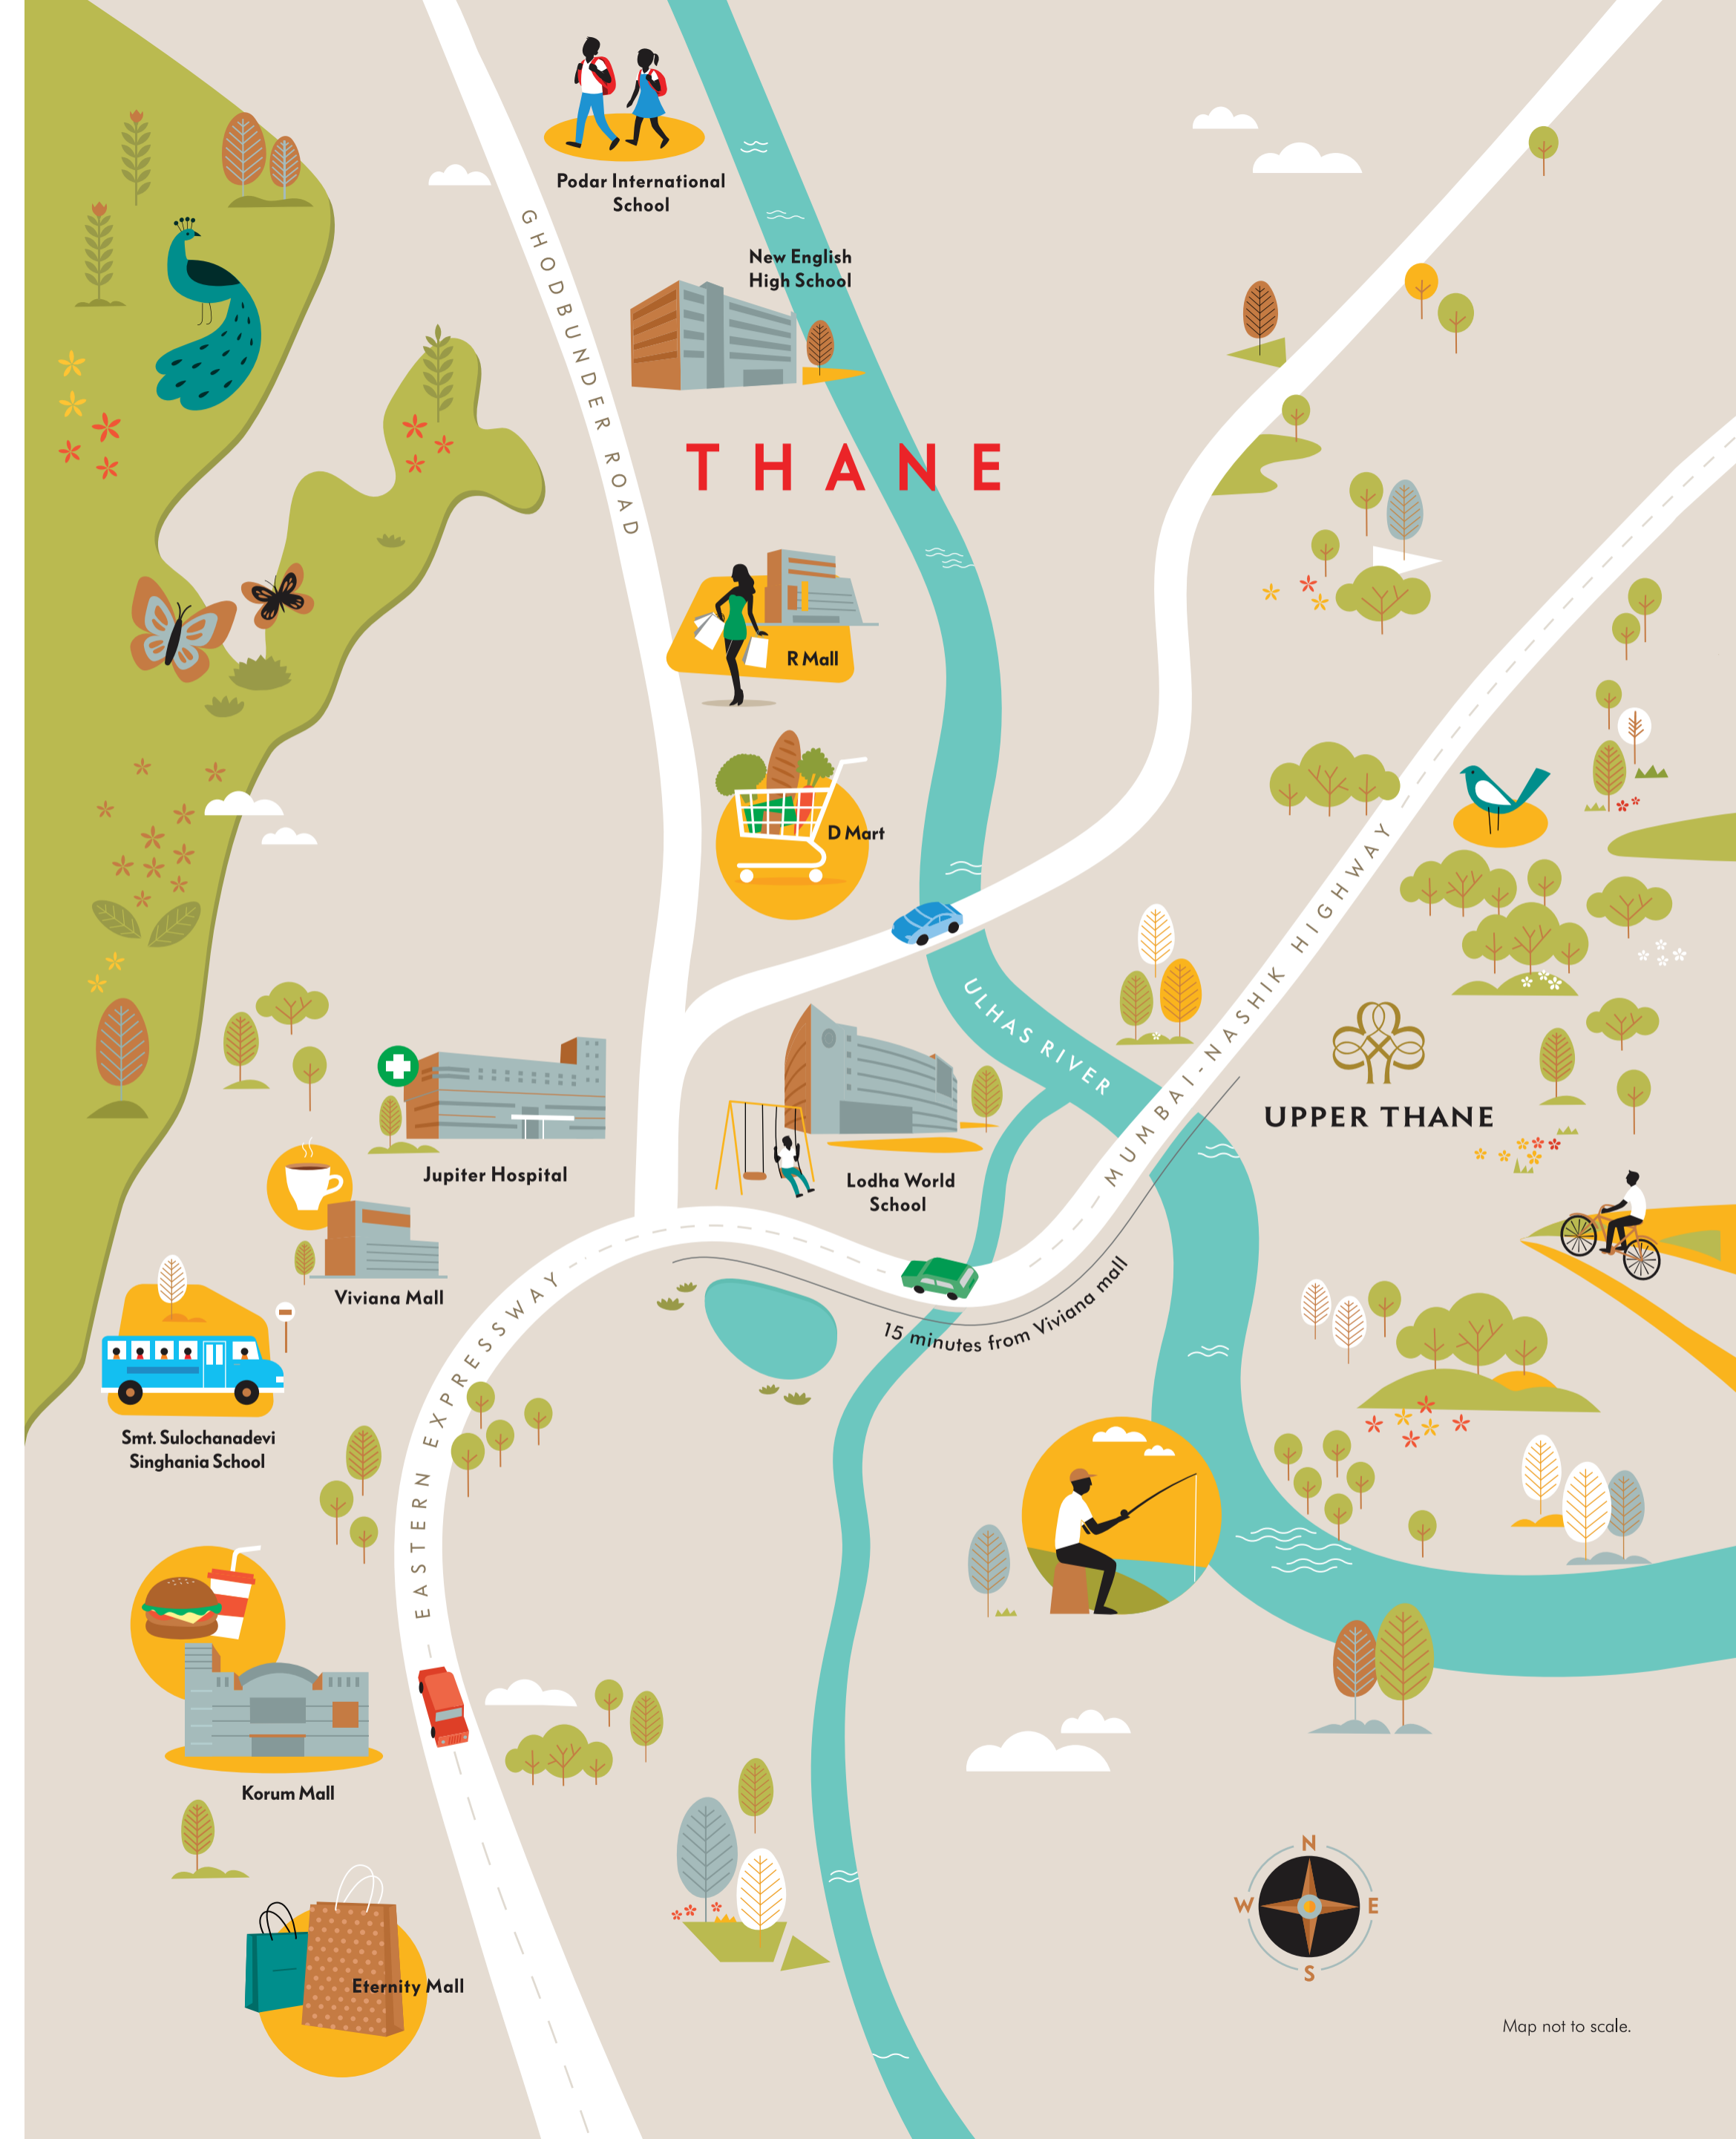 Podar International
School
GHODBUNDER ROAD
New English
High School
THANE
R Mall
D Mart
ULHAS RIVER
MUMBAI-NASHIK HIGHWAY
UPPER THANE
Jupiter Hospital
Lodha World
School
Viviana Mall
15 minutes from Viviana mall
EASTERN EXPRESSWAY
Smt. Sulochanadevi
Singhania School
Korum Mall
Eternity Mall
N
W
E
S
Map not to scale.